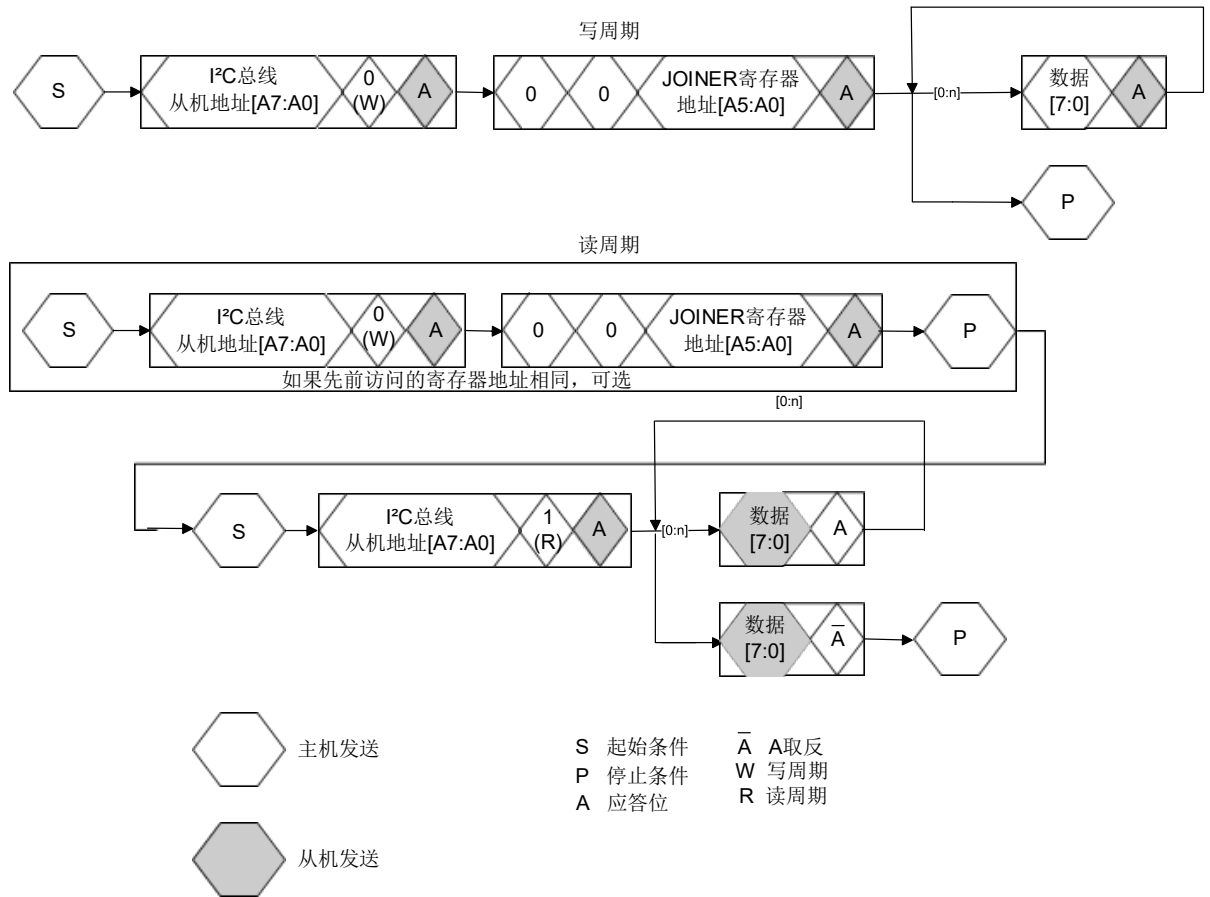 写周期
S
I²C总线
从机地址[A7:A0]
0
(W)
A
0
0
JOINER寄存器
地址[A5:A0]
A
[0:n]
数据
[7:0]
A
P
读周期
S
I²C总线
从机地址[A7:A0]
0
(W)
A
0
0
JOINER寄存器
地址[A5:A0]
A
P
如果先前访问的寄存器地址相同，可选
[0:n]
S
I²C总线
从机地址[A7:A0]
1
(R)
A
[0:n]
数据
[7:0]
A
数据
[7:0]
A̅
P
主机发送
S 起始条件
A̅ A取反
P 停止条件
W 写周期
A 应答位
R 读周期
从机发送